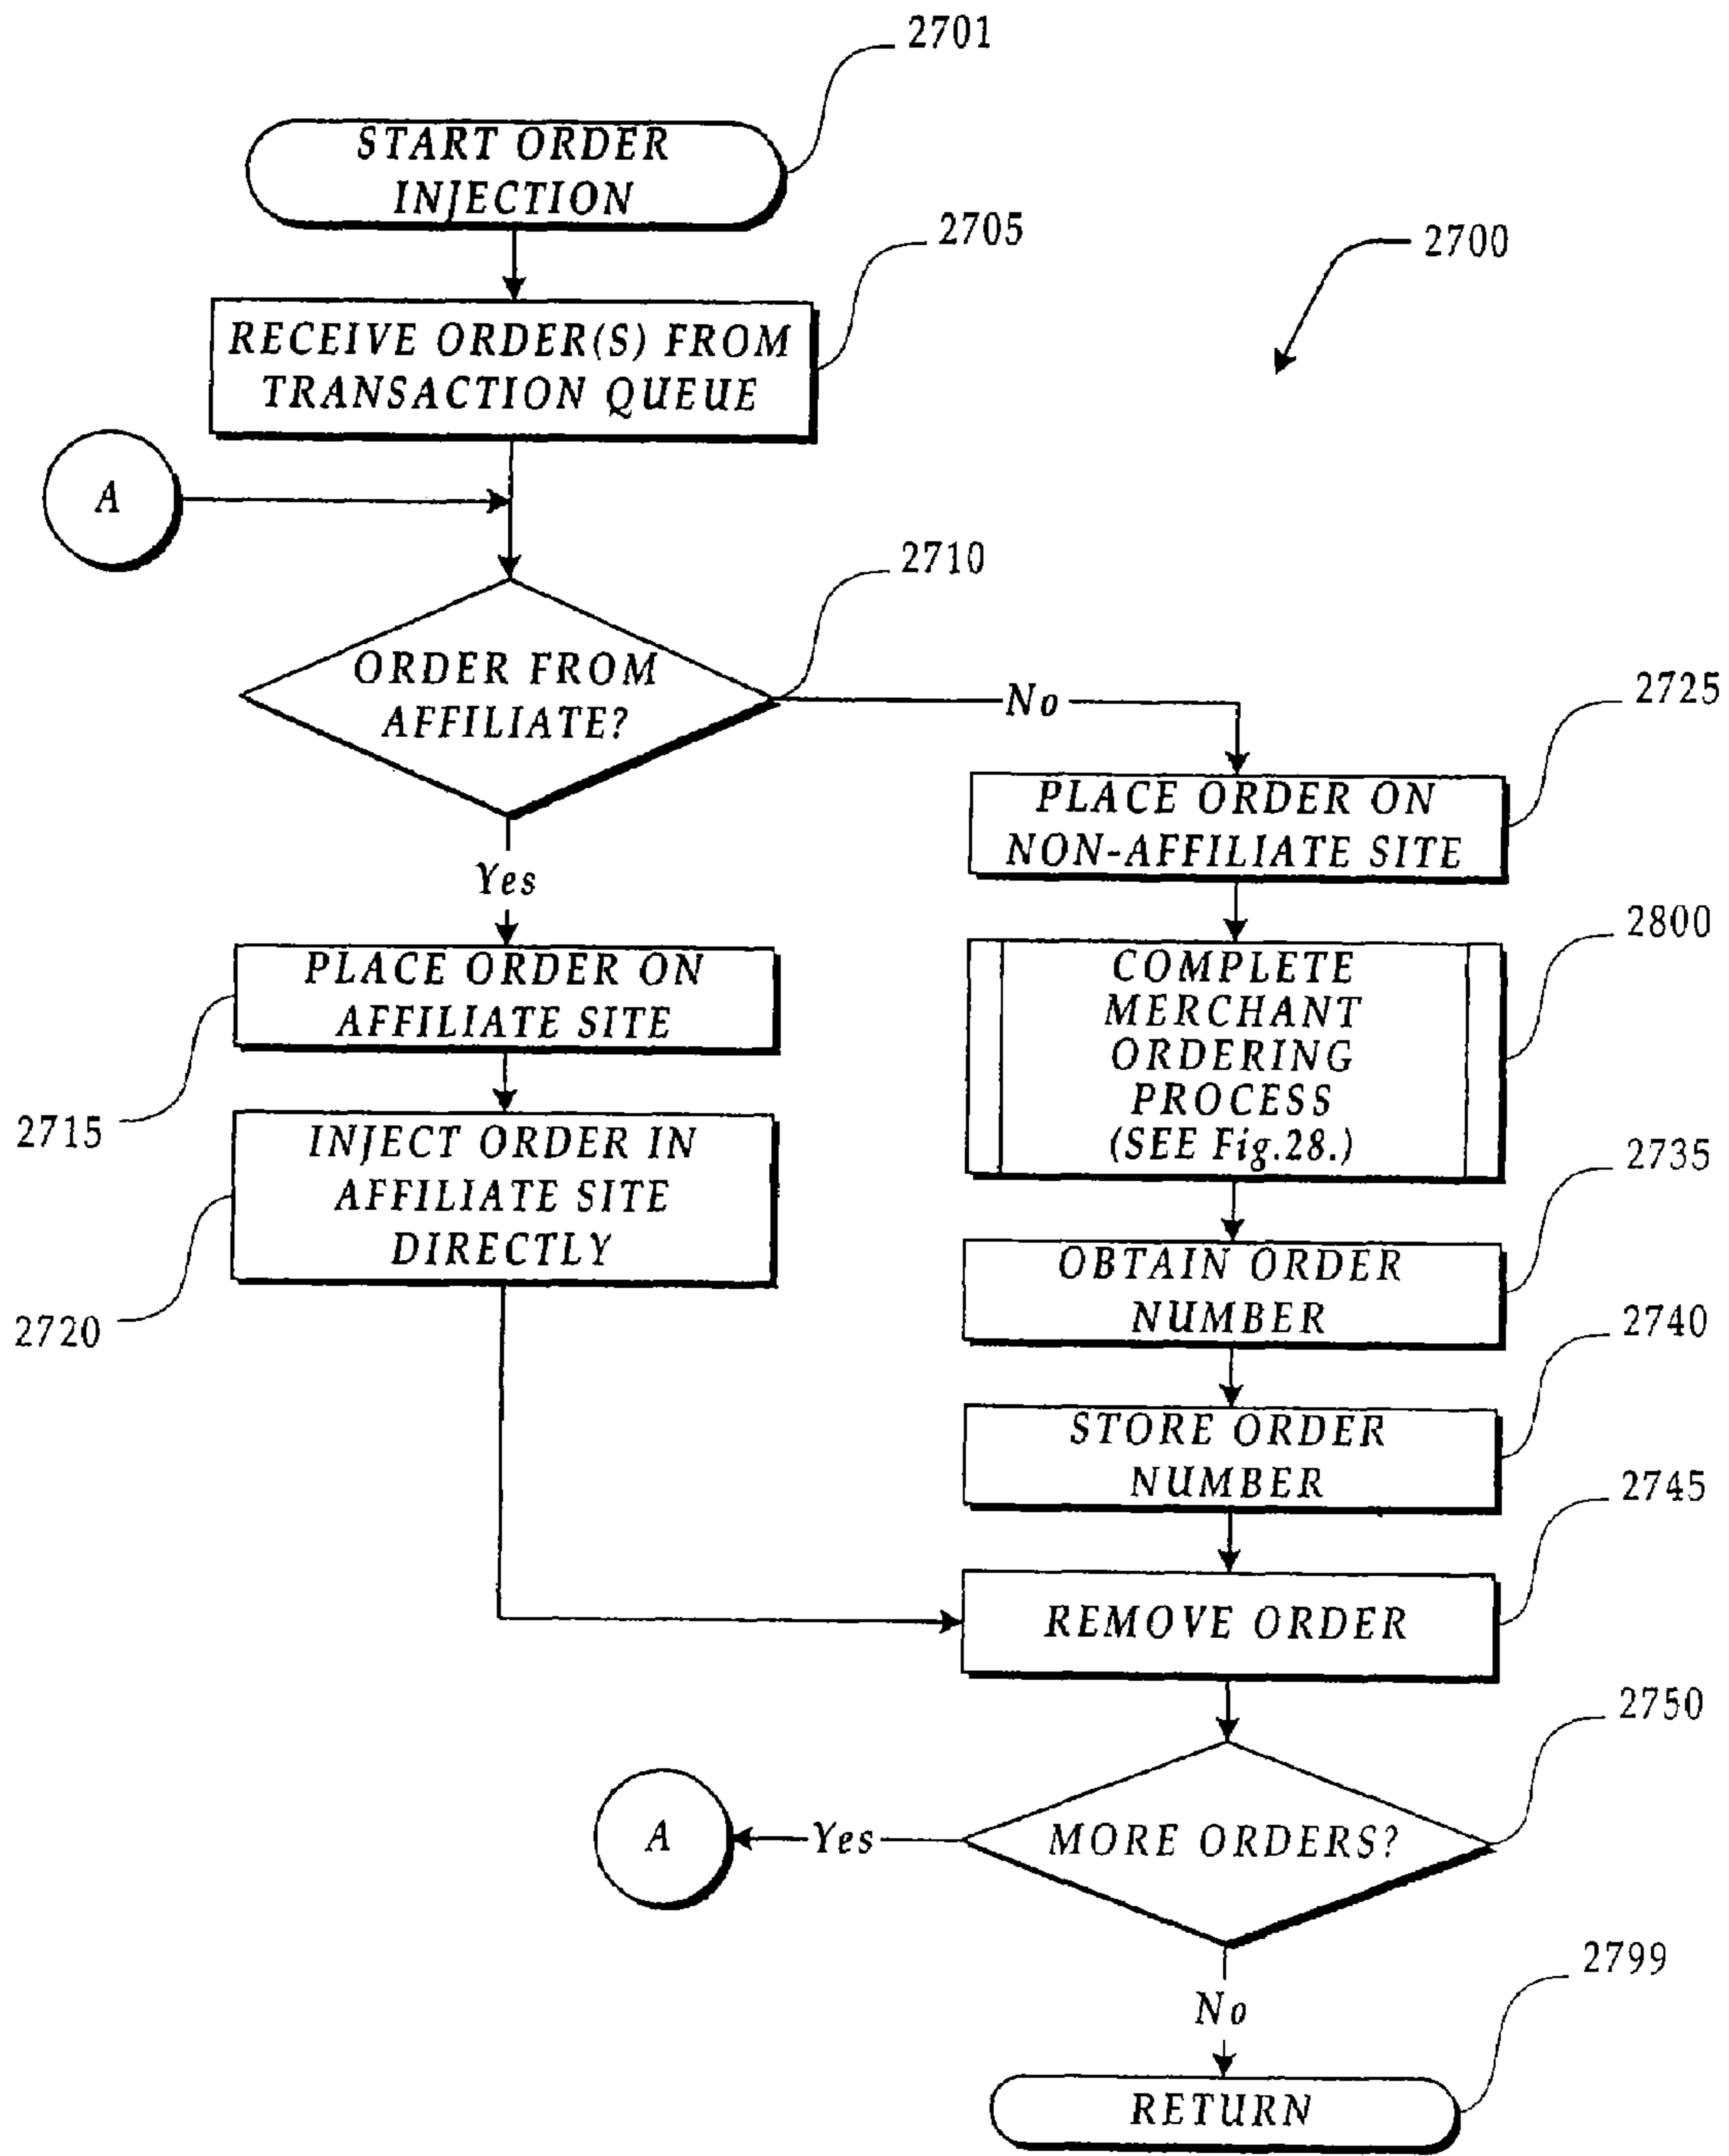 2701
START ORDER
INJECTION
2705
2700
RECEIVE ORDER(S) FROM
TRANSACTION QUEUE
A
2710
ORDER FROM
AFFILIATE?
No
2725
PLACE ORDER ON
NON-AFFILIATE SITE
Yes
2800
PLACE ORDER ON
AFFILIATE SITE
COMPLETE
MERCHANT
ORDERING
PROCESS
(SEE Fig.28.)
2715
INJECT ORDER IN
AFFILIATE SITE
DIRECTLY
2735
2720
OBTAIN ORDER
NUMBER
2740
STORE ORDER
NUMBER
2745
REMOVE ORDER
2750
A
Yes
MORE ORDERS?
2799
No
RETURN